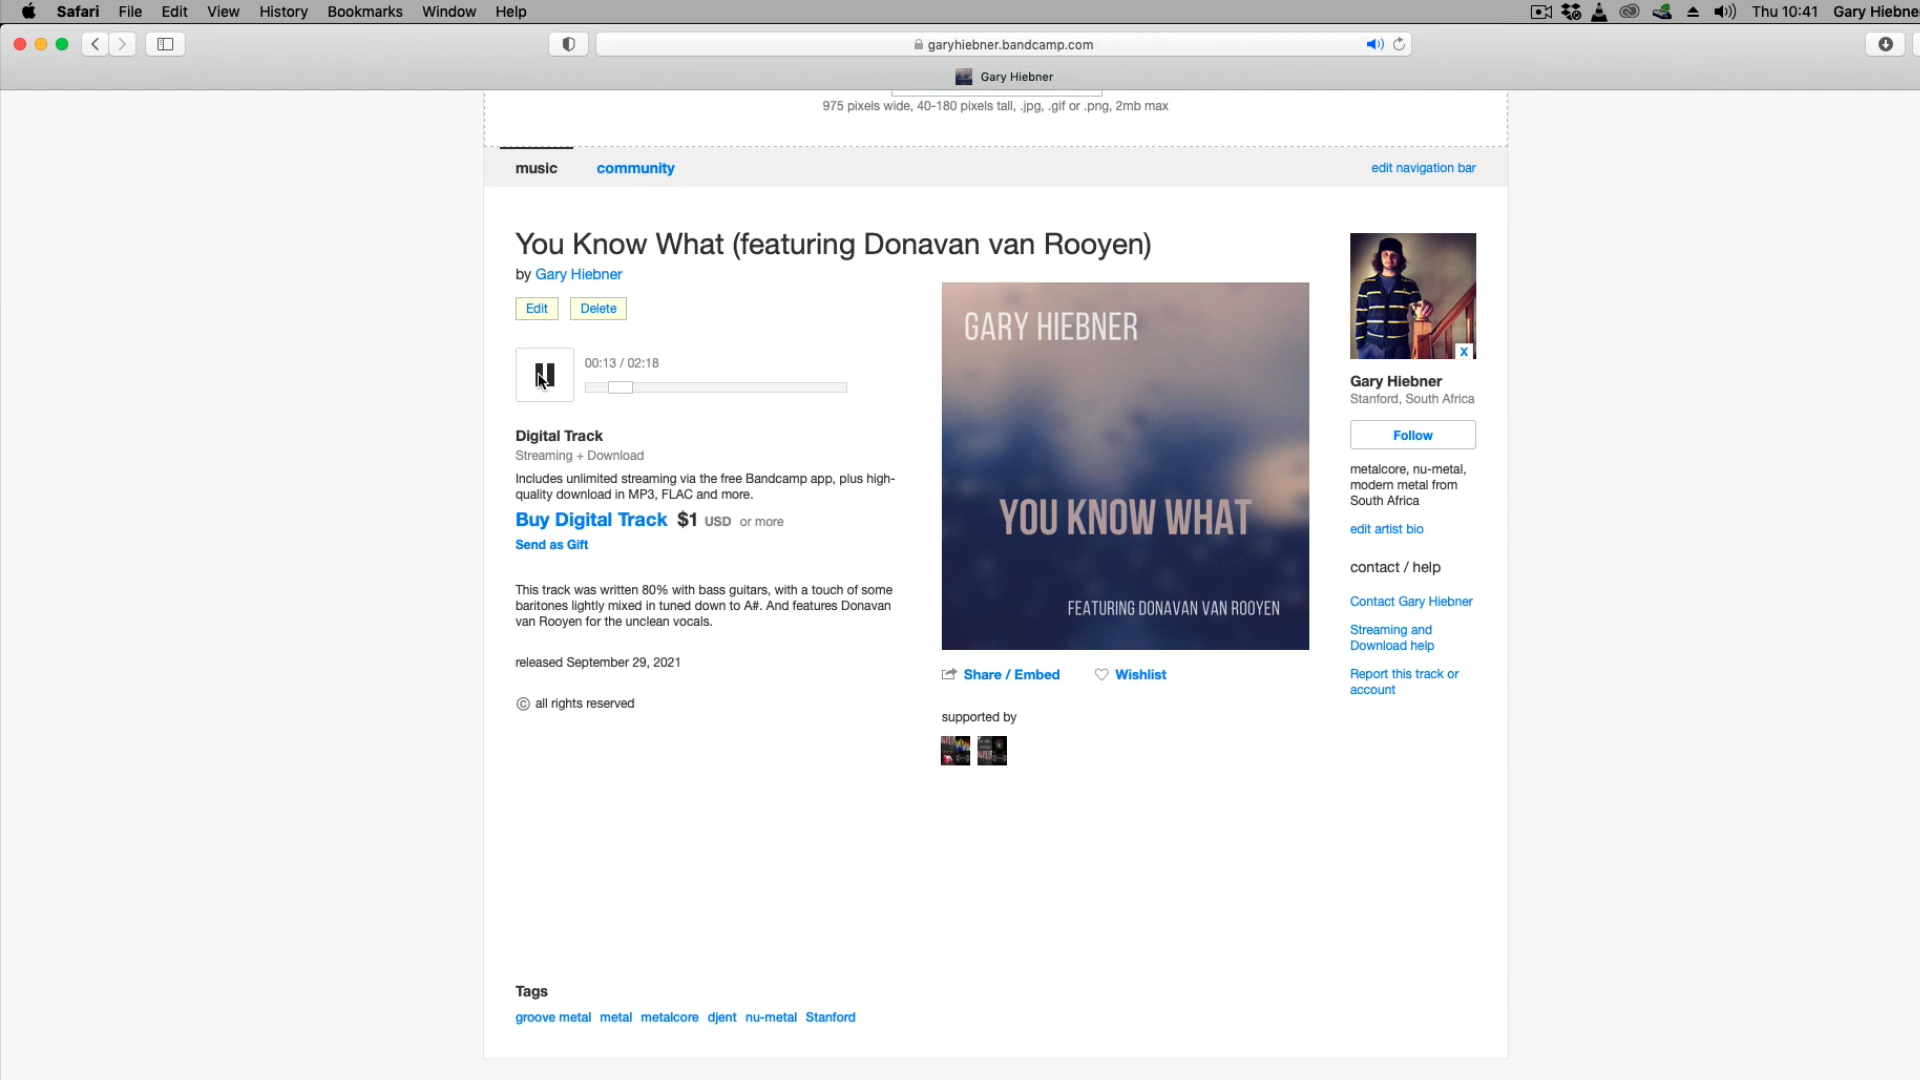 Safari File Edit View History Bookmarks Window Help Thu 10:41 Gary Hiebne
garyhiebner.bandcamp.com
Gary Hiebner
975 pixels wide, 40-180 pixels tall, .jpg, .gif or .png, 2mb max
music community edit navigation bar
You Know What (featuring Donavan van Rooyen)
by Gary Hiebner
Edit Delete
00:13 / 02:18
Digital Track
Streaming + Download
Includes unlimited streaming via the free Bandcamp app, plus high-
quality download in MP3, FLAC and more.
Buy Digital Track $1 USD or more
Send as Gift
This track was written 80% with bass guitars, with a touch of some
baritones lightly mixed in tuned down to A#. And features Donavan
van Rooyen for the unclean vocals.
released September 29, 2021
© all rights reserved
GARY HIEBNER
YOU KNOW WHAT
FEATURING DONAVAN VAN ROOYEN
Share / Embed Wishlist
supported by
X
Gary Hiebner
Stanford, South Africa
Follow
metalcore, nu-metal,
modern metal from
South Africa
edit artist bio
contact / help
Contact Gary Hiebner
Streaming and
Download help
Report this track or
account
Tags
groove metal metal metalcore djent nu-metal Stanford